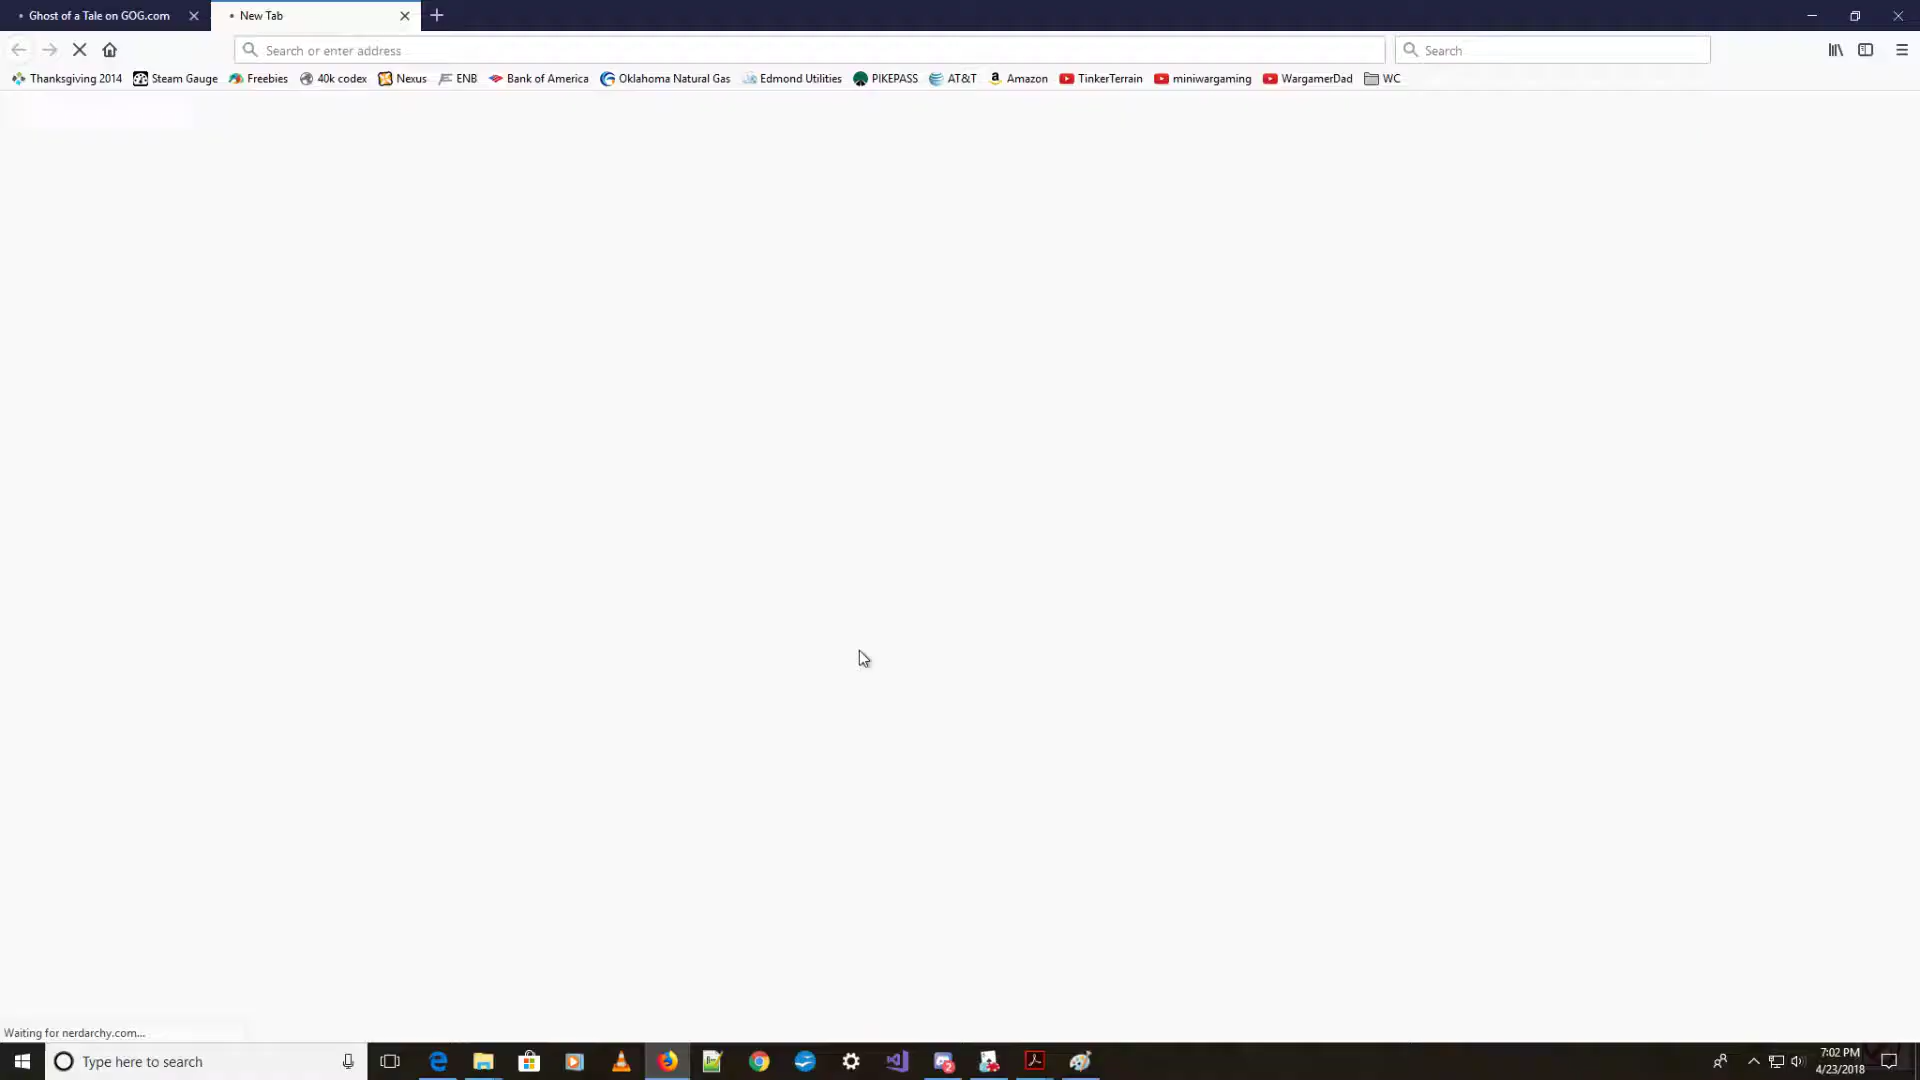 Ghost of a Tale on GOG.com
New Tab
Search or enter address
Search
Thanksgiving 2014 Steam Gauge Freebies 40k codex Nexus ENB Bank of America Oklahoma Natural Gas Edmond Utilities PIKEPASS AT&T Amazon TinkerTerrain miniwargaming WargamerDad WC
Waiting for nerdarchy.com...
Type here to search
2
7:02 PM
4/23/2018